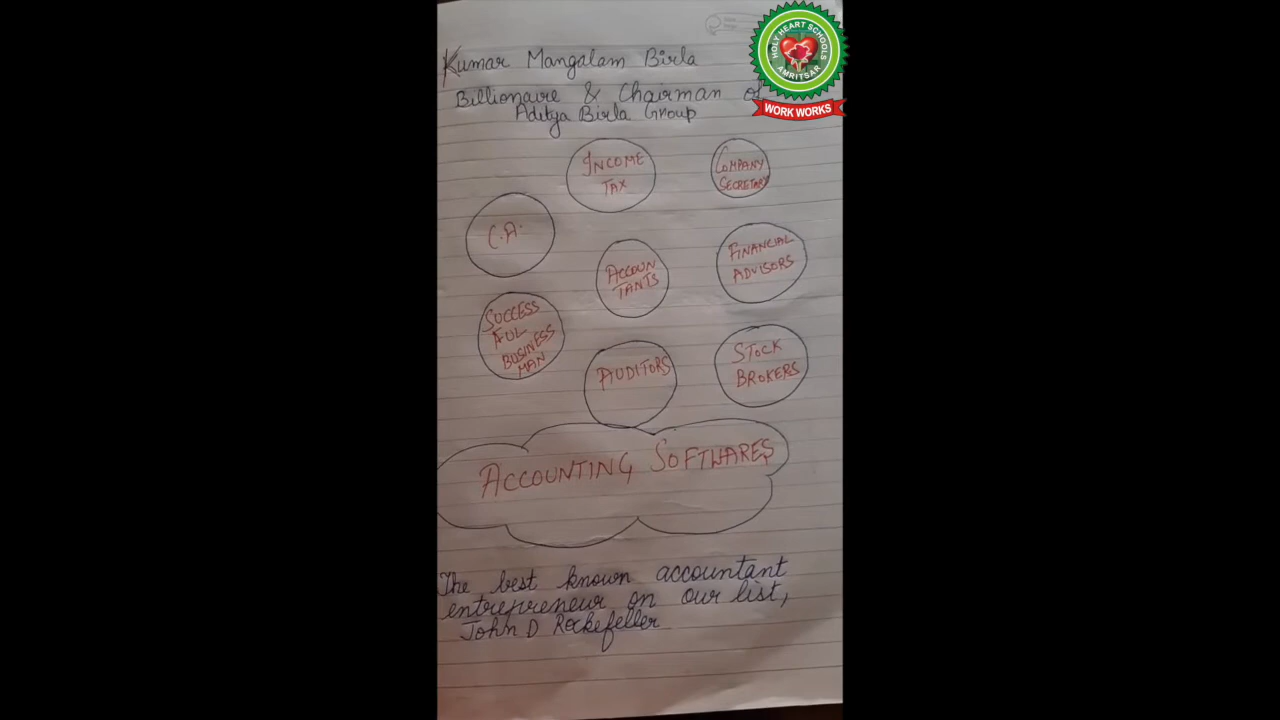 Kumar Mangalam Birla
Billionaire & Chairman of
Aditya Birla Group
INCOME
TAX
COMPANY
SECRETARY
C.A.
ACCOUN
TANTS
FINANCIAL
ADVISORS
SUCCESS
FUL
BUSINESS
MAN
AUDITORS
STOCK
BROKERS
ACCOUNTING SOFTWARES
The best known accountant
entrepreneur on our list,
John D Rockefeller
HOLY HEART SCHOOLS
AMRITSAR
WORK WORKS